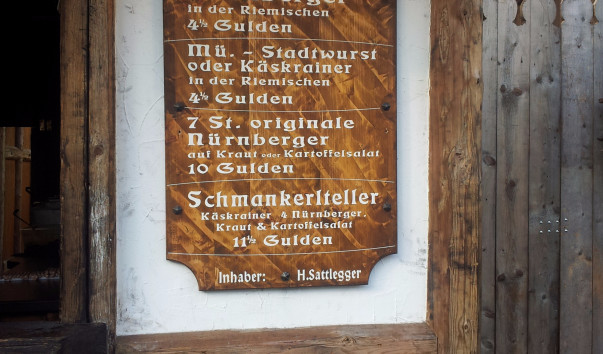 in der Riemischen
4½ Gulden
Mü. - Stadtwurst
oder Käskrainer
in der Riemischen
4½ Gulden
7 St. originale
Nürnberger
auf Kraut oder Kartoffelsalat
10 Gulden
Schmankerlteller
Käskrainer 4 Nürnberger,
Kraut & Kartoffelsalat
11½ Gulden
Inhaber: H.Sattlegger